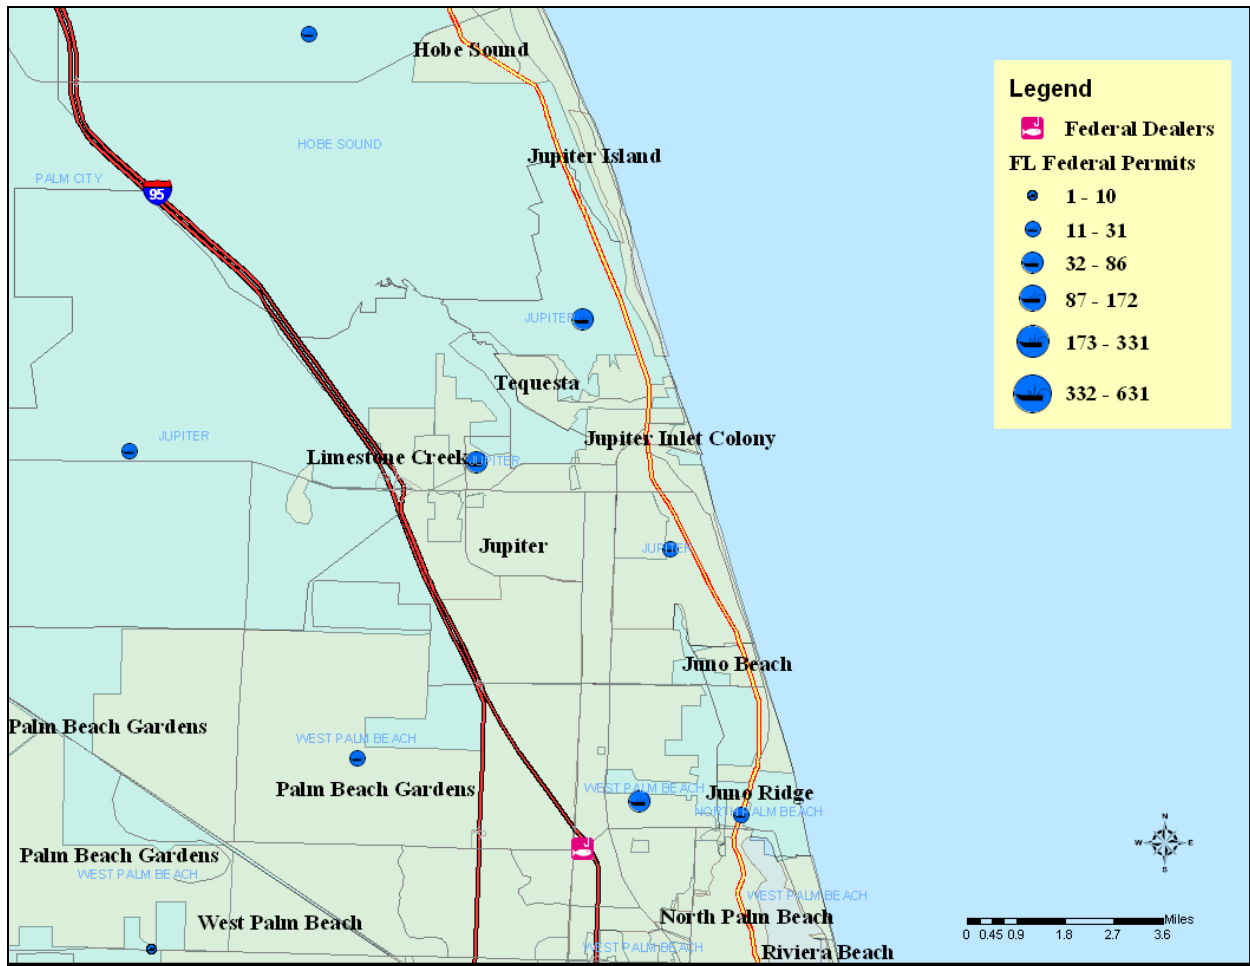 Hobe Sound
HOBE SOUND
Jupiter Island
PALM CITY
95
JUPITER
Tequesta
JUPITER
Jupiter Inlet Colony
Limestone Creek
JUPITER
Jupiter
JUPITER
Juno Beach
Palm Beach Gardens
WEST PALM BEACH
Palm Beach Gardens
WEST PALM BEACH
Juno Ridge
NORTH PALM BEACH
Palm Beach Gardens
WEST PALM BEACH
WEST PALM BEACH
West Palm Beach
North Palm Beach
WEST PALM BEACH
Riviera Beach
Legend
Federal Dealers
FL Federal Permits
1 - 10
11 - 31
32 - 86
87 - 172
173 - 331
332 - 631
N
W E
S
Miles
0 0.45 0.9 1.8 2.7 3.6